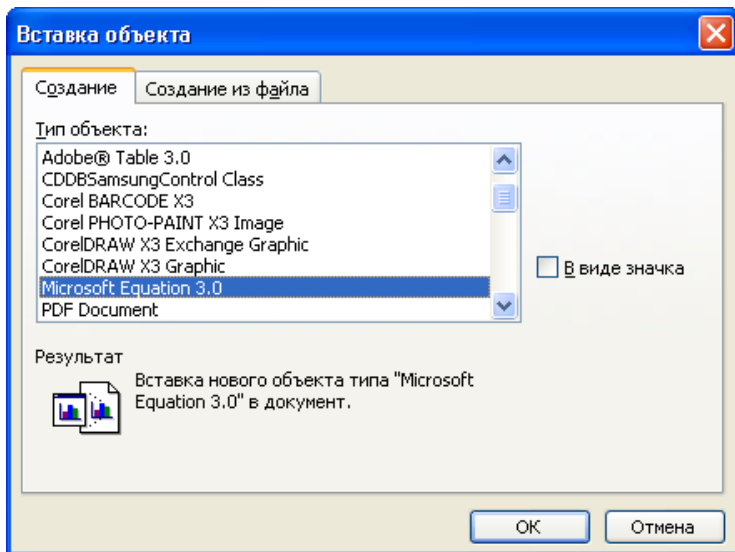 Вставка объекта
Создание
Создание из файла
Тип объекта:
Adobe® Table 3.0
CDDBSamsungControl Class
Corel BARCODE X3
Corel PHOTO-PAINT X3 Image
CorelDRAW X3 Exchange Graphic
CorelDRAW X3 Graphic
Microsoft Equation 3.0
PDF Document
В виде значка
Результат
Вставка нового объекта типа "Microsoft
Equation 3.0" в документ.
ОК
Отмена